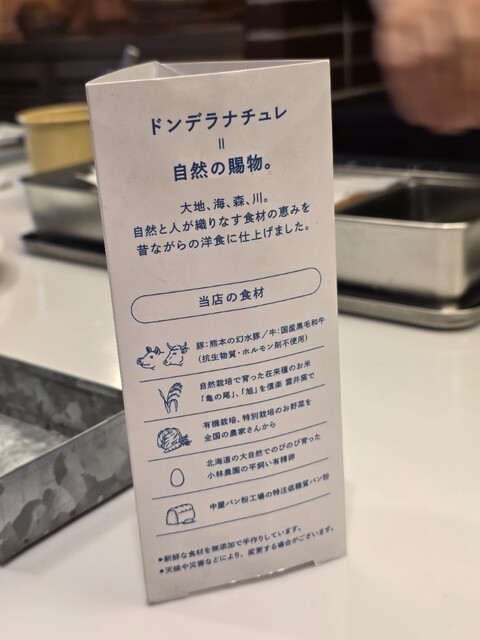 ドンデラナチュレ
＝
自然の賜物。
大地、海、森、川。
自然と人が織りなす食材の恵みを
昔ながらの洋食に仕上げました。
当店の食材
豚：熊本の幻水豚／牛：国産黒毛和牛
（抗生物質・ホルモン剤不使用）
自然栽培で育った在来種のお米
「亀の尾」、「旭」を信楽 雲井窯で
有機栽培、特別栽培のお野菜を
全国の農家さんから
北海道の大自然でのびのび育った
小林農園の平飼い有精卵
中屋パン粉工場の特注低糖質パン粉
●新鮮な食材を無添加で手作りしています。
●天候や災害などにより、変更する場合がございます。